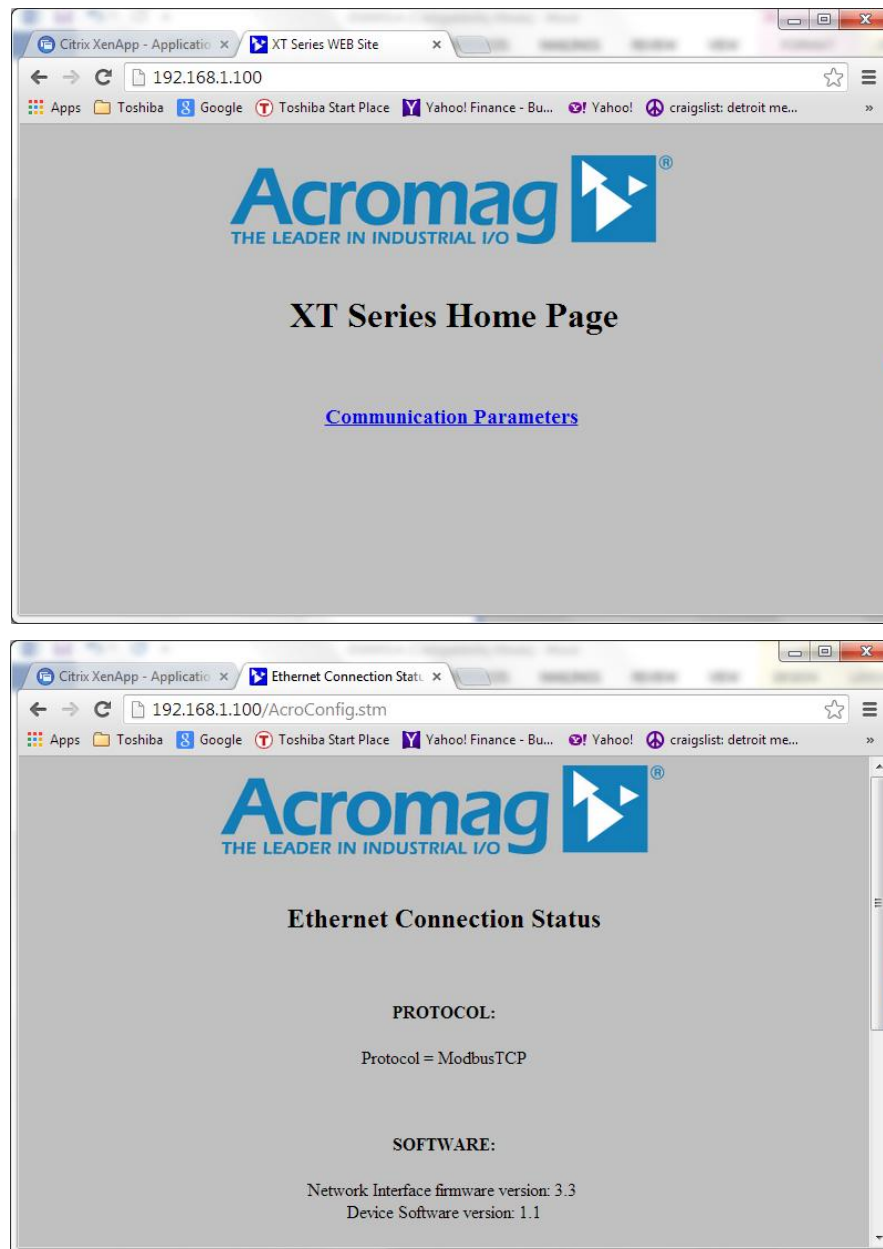 Citrix XenApp - Applicatio
XT Series WEB Site
192.168.1.100
Apps Toshiba Google Toshiba Start Place Yahoo! Finance - Bu... Yahoo! craigslist: detroit me... »
Acromag ®
THE LEADER IN INDUSTRIAL I/O
XT Series Home Page
Communication Parameters
Citrix XenApp - Applicatio
Ethernet Connection Statu
192.168.1.100/AcroConfig.stm
Apps Toshiba Google Toshiba Start Place Yahoo! Finance - Bu... Yahoo! craigslist: detroit me... »
Acromag ®
THE LEADER IN INDUSTRIAL I/O
Ethernet Connection Status
PROTOCOL:
Protocol = ModbusTCP
SOFTWARE:
Network Interface firmware version: 3.3
Device Software version: 1.1